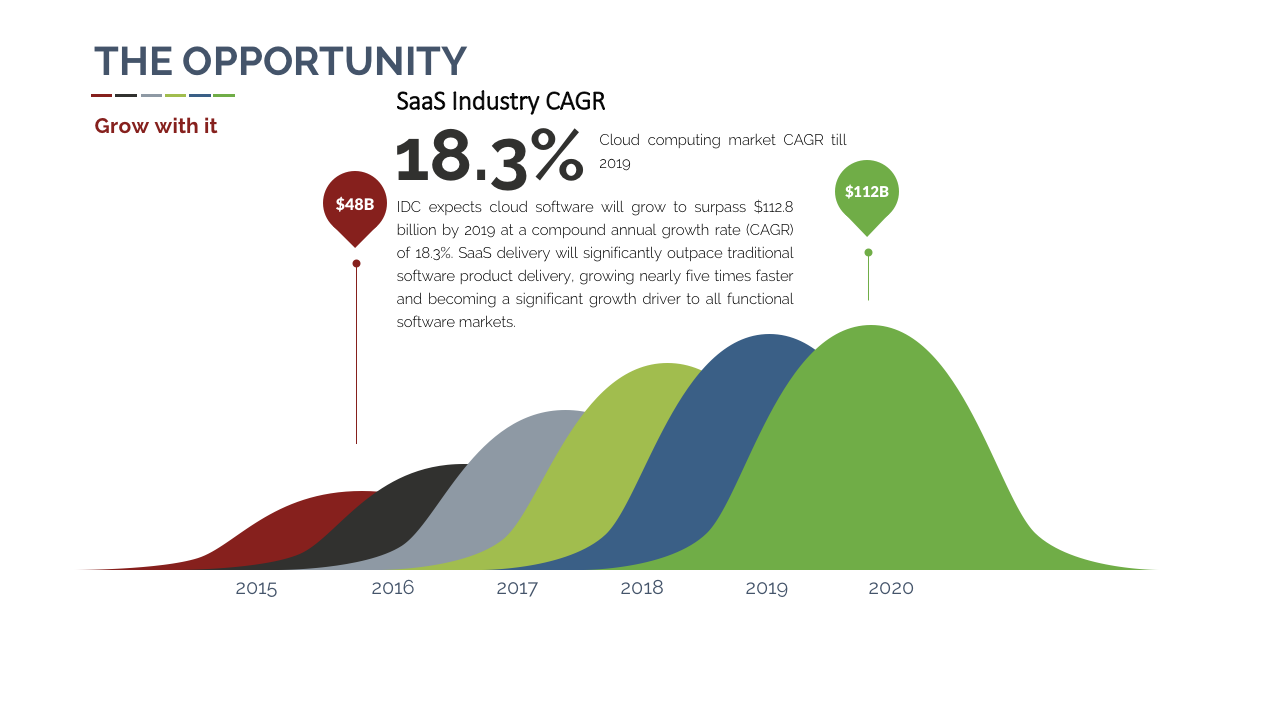 THE OPPORTUNITY
Grow with it
SaaS Industry CAGR
18.3%
Cloud computing market CAGR till
2019
$48B
$112B
IDC expects cloud software will grow to surpass $112.8
billion by 2019 at a compound annual growth rate (CAGR)
of 18.3%. SaaS delivery will significantly outpace traditional
software product delivery, growing nearly five times faster
and becoming a significant growth driver to all functional
software markets.
2015
2016
2017
2018
2019
2020